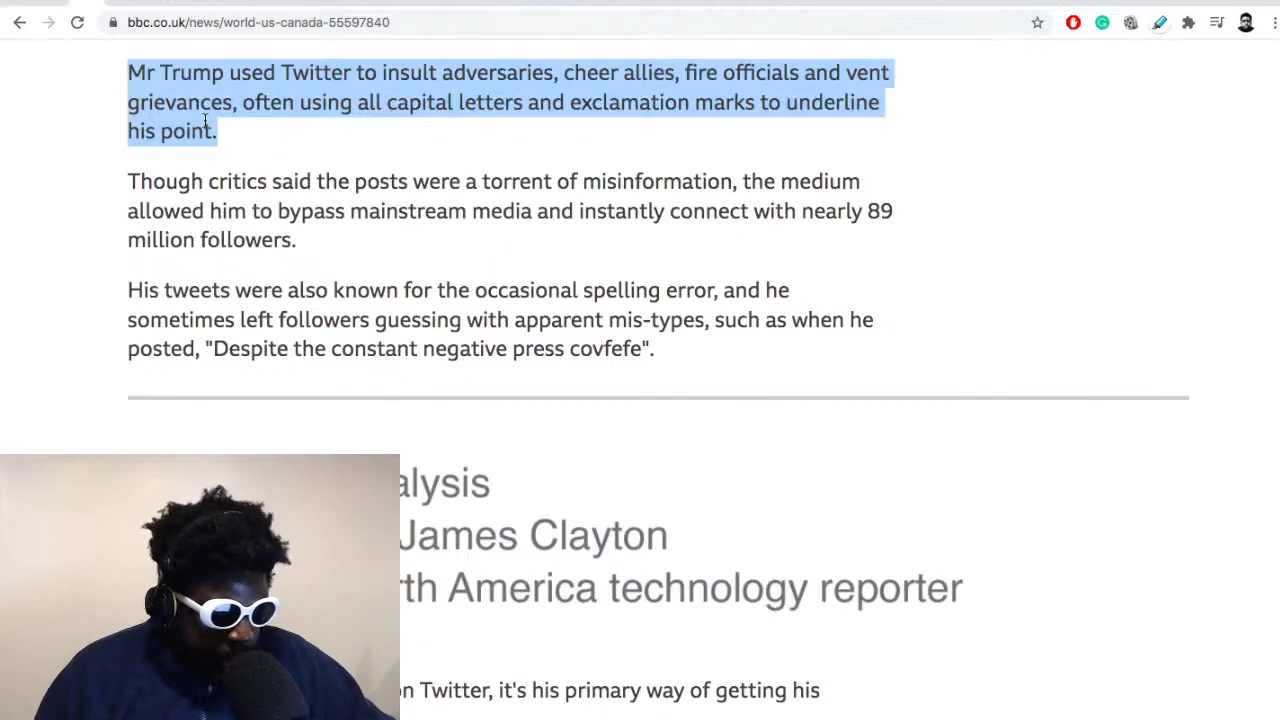 bbc.co.uk/news/world-us-canada-55597840
Mr Trump used Twitter to insult adversaries, cheer allies, fire officials and vent
grievances, often using all capital letters and exclamation marks to underline
his point.
Though critics said the posts were a torrent of misinformation, the medium
allowed him to bypass mainstream media and instantly connect with nearly 89
million followers.
His tweets were also known for the occasional spelling error, and he
sometimes left followers guessing with apparent mis-types, such as when he
posted, "Despite the constant negative press covfefe".
alysis
James Clayton
rth America technology reporter
on Twitter, it's his primary way of getting his